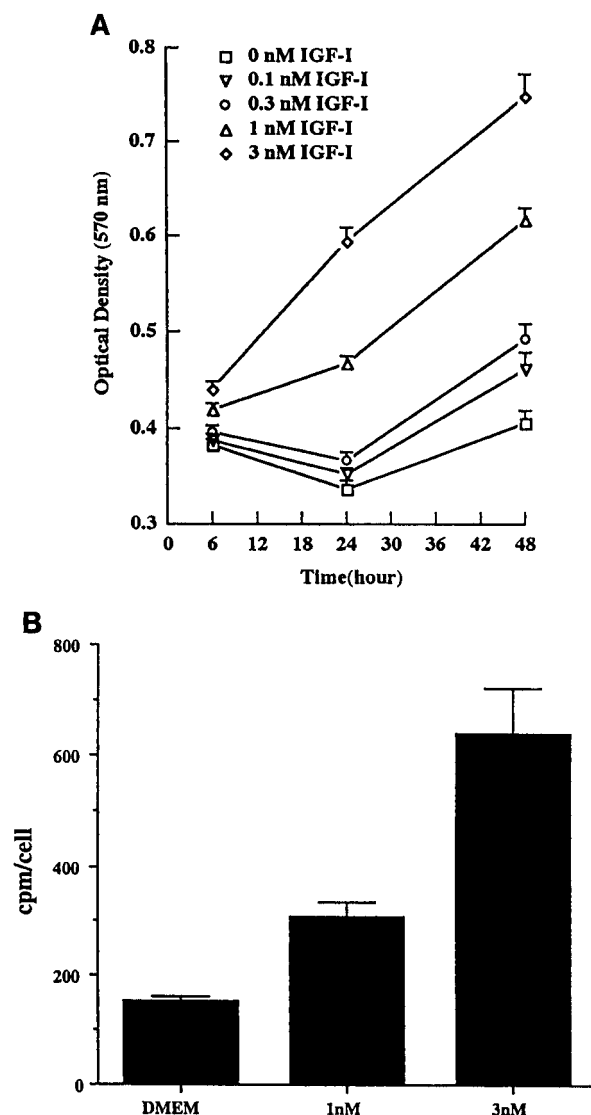 A
0 nM IGF-I
0.1 nM IGF-I
0.3 nM IGF-I
1 nM IGF-I
3 nM IGF-I
Optical Density (570 nm)
0.8
0.7
0.6
0.5
0.4
0.3
0 6 12 18 24 30 36 42 48
Time(hour)
B
cpm/cell
800
600
400
200
0
DMEM 1nM 3nM